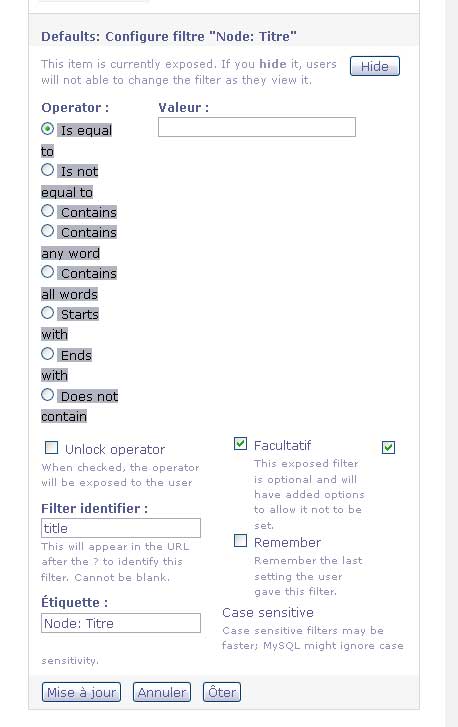 Defaults: Configure filtre "Node: Titre"
This item is currently exposed. If you hide it, users
will not able to change the filter as they view it.
Hide
Operator :
Is equal
to
Is not
equal to
Contains
Contains
any word
Contains
all words
Starts
with
Ends
with
Does not
contain
Valeur :
Unlock operator
When checked, the operator
will be exposed to the user
Filter identifier :
title
This will appear in the URL
after the ? to identify this
filter. Cannot be blank.
Étiquette :
Node: Titre
Facultatif
This exposed filter
is optional and will
have added options
to allow it not to be
set.
Remember
Remember the last
setting the user
gave this filter.
Case sensitive
Case sensitive filters may be
faster; MySQL might ignore case
sensitivity.
Mise à jour
Annuler
Ôter